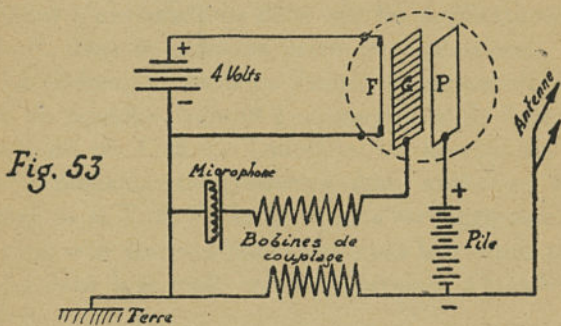 +
4 Volts
-
F
G
P
Antenne
Fig. 53
Microphone
Bobines de
couplage
+
Pile
-
Terre